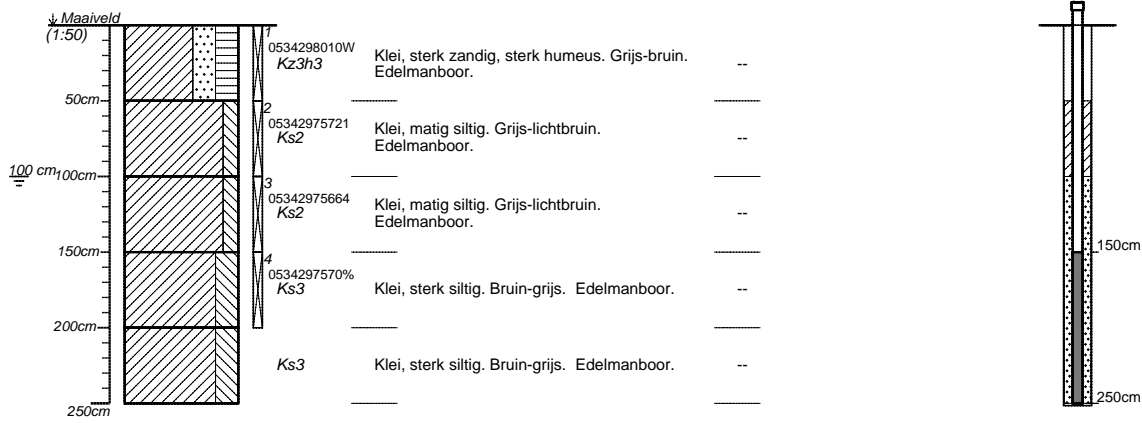 Maaiveld
(1:50)
1
0534298010W
Kz3h3
Klei, sterk zandig, sterk humeus. Grijs-bruin.
Edelmanboor.
--
50cm
2
05342975721
Ks2
Klei, matig siltig. Grijs-lichtbruin.
Edelmanboor.
--
100 cm
100cm
3
05342975664
Ks2
Klei, matig siltig. Grijs-lichtbruin.
Edelmanboor.
--
150cm
150cm
4
0534297570%
Ks3
Klei, sterk siltig. Bruin-grijs. Edelmanboor.
--
200cm
Ks3
Klei, sterk siltig. Bruin-grijs. Edelmanboor.
--
250cm
250cm